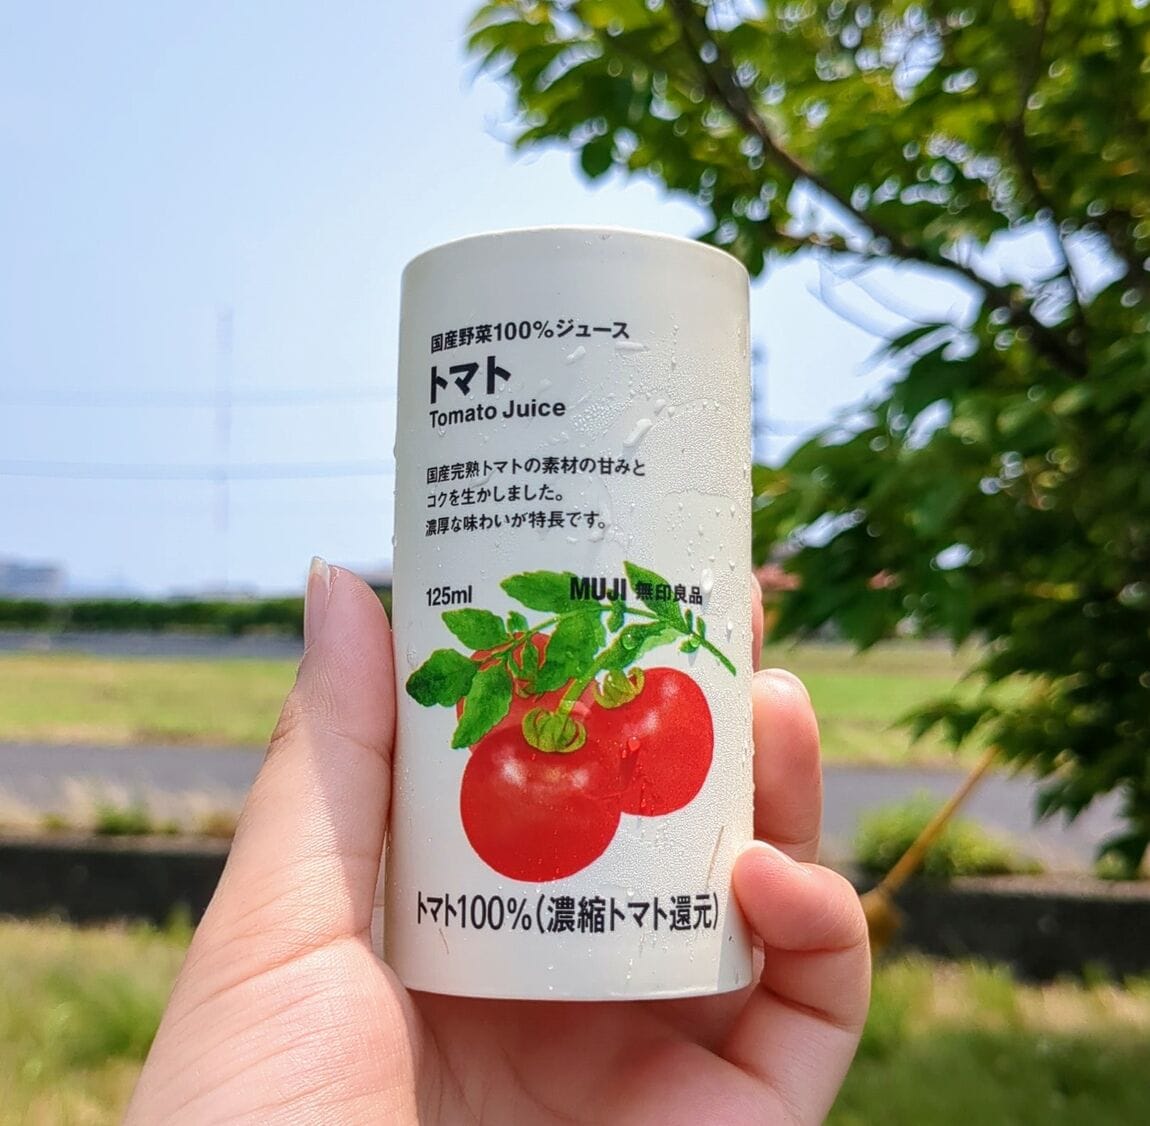 国産野菜100%ジュース
トマト
Tomato Juice
国産完熟トマトの素材の甘みと
コクを生かしました。
濃厚な味わいが特長です。
125ml MUJI 無印良品
トマト100%(濃縮トマト還元)